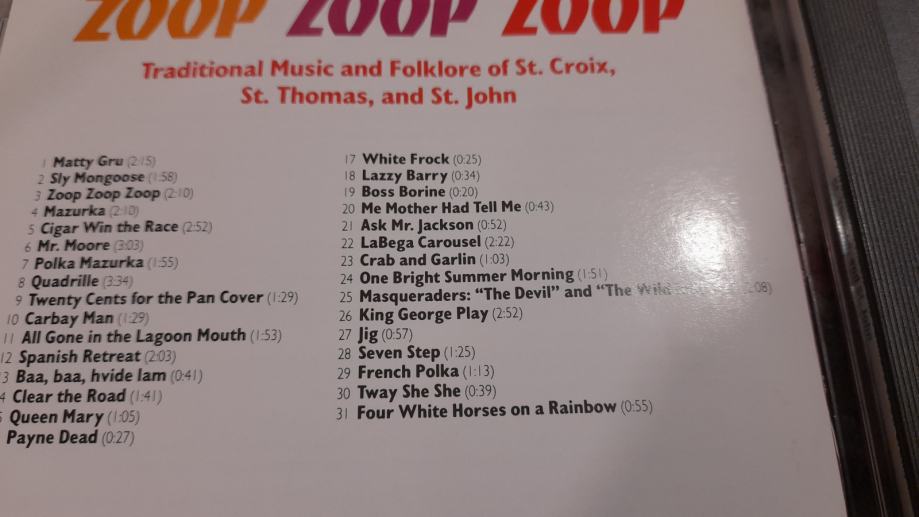 ZOOP ZOOP ZOOP
Traditional Music and Folklore of St. Croix,
St. Thomas, and St. John
1 Matty Gru (2:15)
2 Sly Mongoose (1:58)
3 Zoop Zoop Zoop (2:10)
4 Mazurka (2:10)
5 Cigar Win the Race (2:52)
6 Mr. Moore (3:03)
7 Polka Mazurka (1:55)
8 Quadrille (3:34)
9 Twenty Cents for the Pan Cover (1:29)
10 Carbay Man (1:29)
11 All Gone in the Lagoon Mouth (1:53)
12 Spanish Retreat (2:03)
3 Baa, baa, hvide lam (0:41)
4 Clear the Road (1:41)
5 Queen Mary (1:05)
Payne Dead (0:27)
17 White Frock (0:25)
18 Lazzy Barry (0:34)
19 Boss Borine (0:20)
20 Me Mother Had Tell Me (0:43)
21 Ask Mr. Jackson (0:52)
22 LaBega Carousel (2:22)
23 Crab and Garlin (1:03)
24 One Bright Summer Morning (1:51)
25 Masqueraders: “The Devil” and “The Wild :08)
26 King George Play (2:52)
27 Jig (0:57)
28 Seven Step (1:25)
29 French Polka (1:13)
30 Tway She She (0:39)
31 Four White Horses on a Rainbow (0:55)